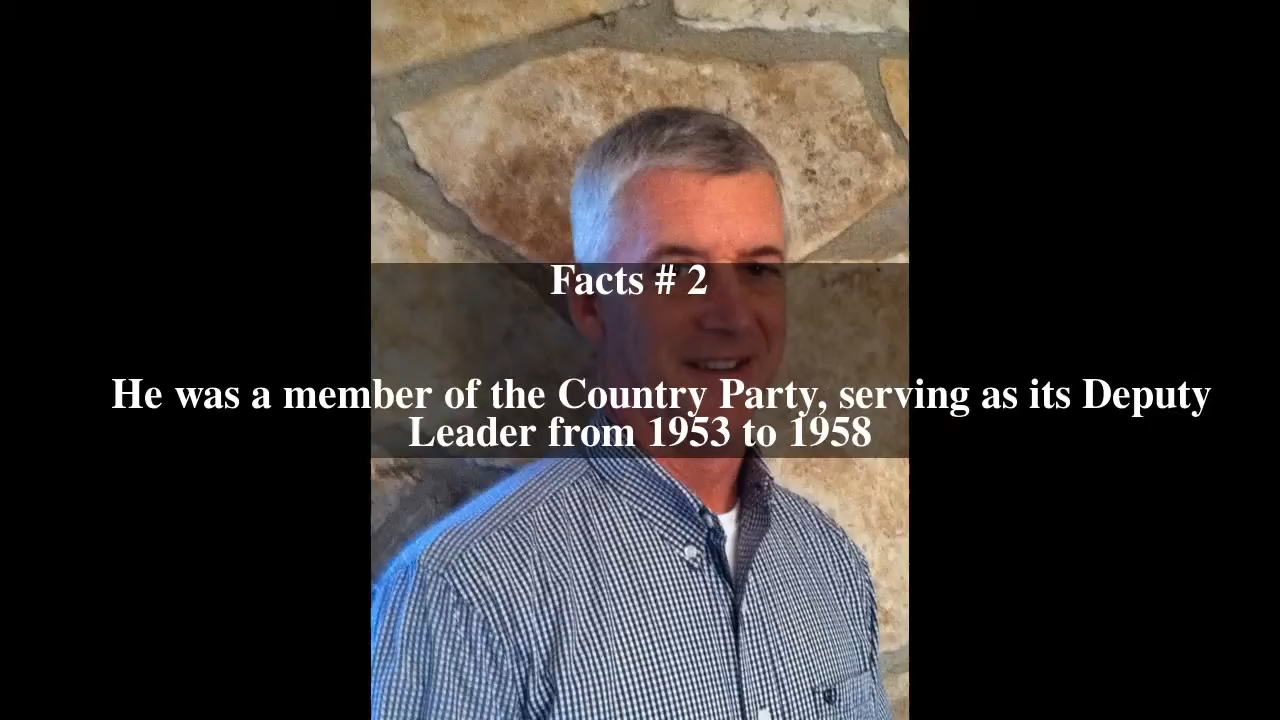 Facts # 2
He was a member of the Country Party, serving as its Deputy
Leader from 1953 to 1958